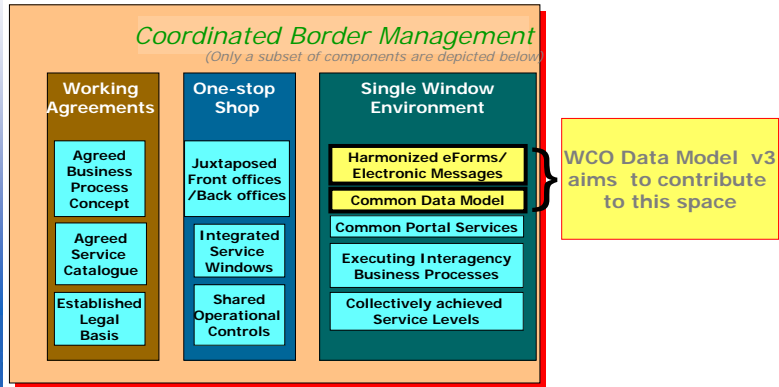 Coordinated Border Management
(Only a subset of components are depicted below)
Working
Agreements
Agreed
Business
Process
Concept
Agreed
Service
Catalogue
Established
Legal
Basis
One-stop
Shop
Juxtaposed
Front offices
/Back offices
Integrated
Service
Windows
Shared
Operational
Controls
Single Window
Environment
Harmonized eForms/
Electronic Messages
Common Data Model
Common Portal Services
Executing Interagency
Business Processes
Collectively achieved
Service Levels
WCO Data Model v3
aims to contribute
to this space